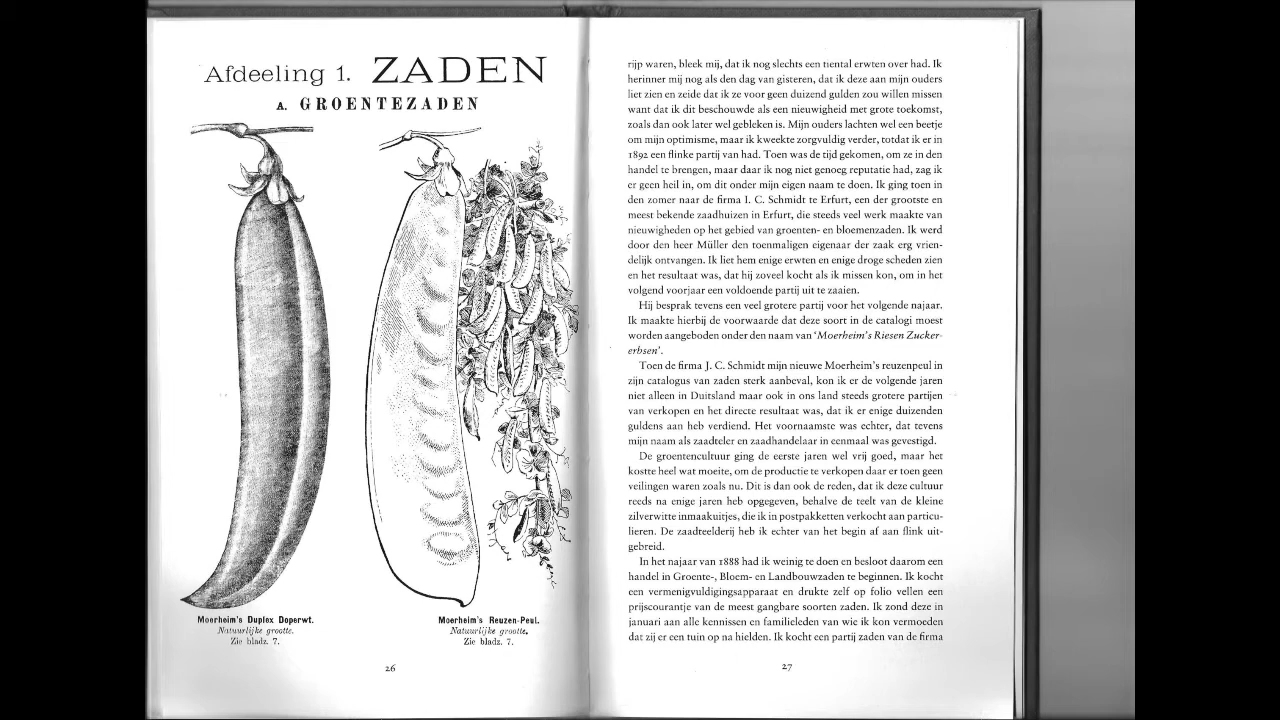 Afdeeling 1. ZADEN
A. GROENTEZADEN
Moerheim's Duplex Doperwt.
Natuurlijke grootte.
Zie bladz. 7.
Moerheim's Reuzen-Peul.
Natuurlijke grootte.
Zie bladz. 7.
26
rijp waren, bleek mij, dat ik nog slechts een tiental erwten over had. Ik
herinner mij nog als den dag van gisteren, dat ik deze aan mijn ouders
liet zien en zeide dat ik ze voor geen duizend gulden zou willen missen
want dat ik dit beschouwde als een nieuwigheid met grote toekomst,
zoals dan ook later wel gebleken is. Mijn ouders lachten wel een beetje
om mijn optimisme, maar ik kweekte zorgvuldig verder, totdat ik er in
1892 een flinke partij van had. Toen was de tijd gekomen, om ze in den
handel te brengen, maar daar ik nog niet genoeg reputatie had, zag ik
er geen heil in, om dit onder mijn eigen naam te doen. Ik ging toen in
den zomer naar de firma I. C. Schmidt te Erfurt, een der grootste en
meest bekende zaadhuizen in Erfurt, die steeds veel werk maakte van
nieuwigheden op het gebied van groenten- en bloemenzaden. Ik werd
door den heer Müller den toenmaligen eigenaar der zaak erg vrien-
delijk ontvangen. Ik liet hem enige erwten en enige droge scheden zien
en het resultaat was, dat hij zoveel kocht als ik missen kon, om in het
volgend voorjaar een voldoende partij uit te zaaien.
Hij besprak tevens een veel grotere partij voor het volgende najaar.
Ik maakte hierbij de voorwaarde dat deze soort in de catalogi moest
worden aangeboden onder den naam van 'Moerheim's Riesen Zucker-
erbsen'.
Toen de firma J. C. Schmidt mijn nieuwe Moerheim's reuzenpeul in
zijn catalogus van zaden sterk aanbeval, kon ik er de volgende jaren
niet alleen in Duitsland maar ook in ons land steeds grotere partijen
van verkopen en het directe resultaat was, dat ik er enige duizenden
guldens aan heb verdiend. Het voornaamste was echter, dat tevens
mijn naam als zaadteler en zaadhandelaar in eenmaal was gevestigd.
De groentencultuur ging de eerste jaren wel vrij goed, maar het
kostte heel wat moeite, om de productie te verkopen daar er toen geen
veilingen waren zoals nu. Dit is dan ook de reden, dat ik deze cultuur
reeds na enige jaren heb opgegeven, behalve de teelt van de kleine
zilverwitte inmaakuitjes, die ik in postpakketten verkocht aan particu-
lieren. De zaadteelderij heb ik echter van het begin af aan flink uit-
gebreid.
In het najaar van 1888 had ik weinig te doen en besloot daarom een
handel in Groente-, Bloem- en Landbouwzaden te beginnen. Ik kocht
een vermenigvuldigingsapparaat en drukte zelf op folio vellen een
prijscourantje van de meest gangbare soorten zaden. Ik zond deze in
januari aan alle kennissen en familieleden van wie ik kon vermoeden
dat zij er een tuin op na hielden. Ik kocht een partij zaden van de firma
27